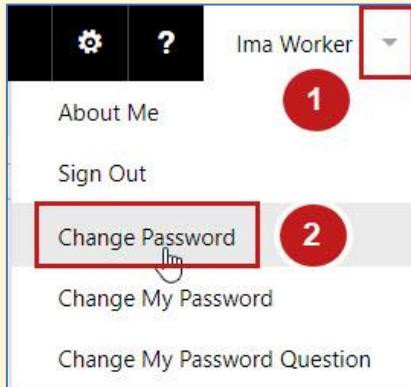 ? Ima Worker
1
About Me
Sign Out
Change Password 2
Change My Password
Change My Password Question